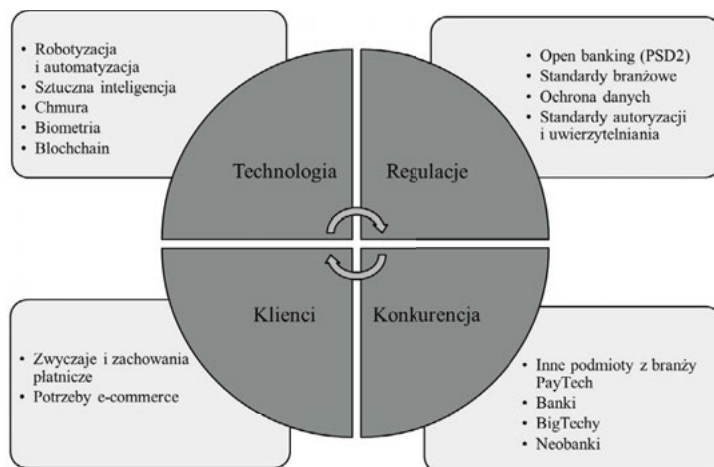 • Robotyzacja
i automatyzacja
• Sztuczna inteligencja
• Chmura
• Biometria
• Blochchain
• Open banking (PSD2)
• Standardy branżowe
• Ochrona danych
• Standardy autoryzacji
i uwierzytelniania
Technologia
Regulacje
Klienci
Konkurencja
• Zwyczaje i zachowania
płatnicze
• Potrzeby e-commerce
• Inne podmioty z branży
PayTech
• Banki
• BigTechy
• Neobanki